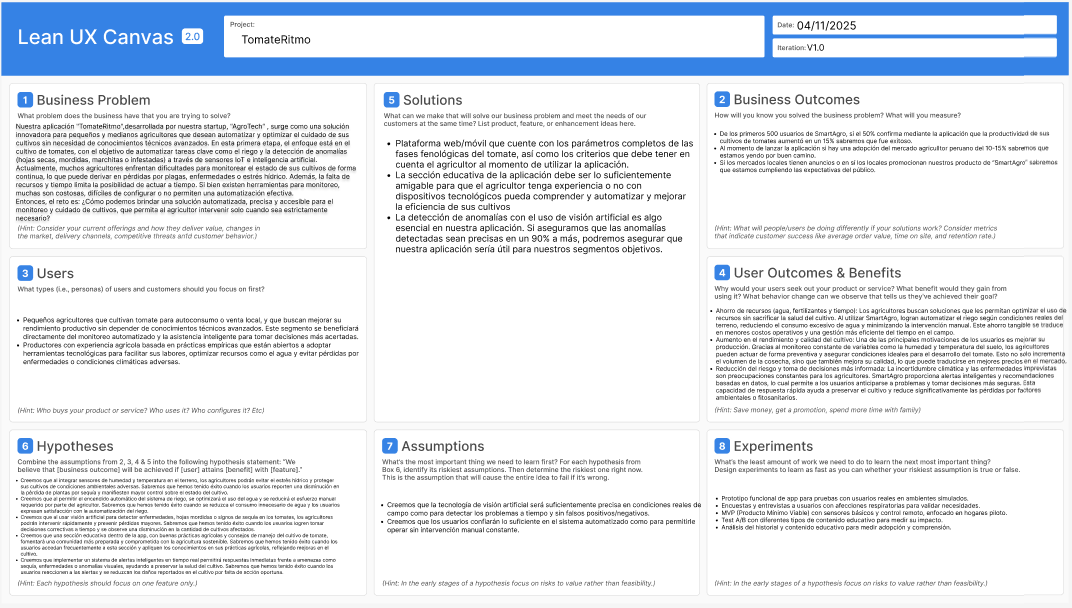 Lean UX Canvas 2.0
Project:
TomateRitmo
Date: 04/11/2025
Iteration: V1.0
1 Business Problem
What problem does the business have that you are trying to solve?
Nuestra aplicación "TomateRitmo",desarrollada por nuestra startup, "AgroTech" , surge como una solución
innovadora para pequeños y medianos agricultores que desean automatizar y optimizar el cuidado de sus
cultivos sin necesidad de conocimientos técnicos avanzados. En esta primera etapa, el enfoque está en el
cultivo de tomates, con el objetivo de automatizar tareas clave como el riego y la detección de anomalías
(hojas secas, mordidas, marchitas o infestadas) a través de sensores IoT e inteligencia artificial.
Actualmente, muchos agricultores enfrentan dificultades para monitorear el estado de sus cultivos de forma
continua, lo que puede derivar en pérdidas por plagas, enfermedades o estrés hídrico. Además, la falta de
recursos y tiempo limita la posibilidad de actuar a tiempo. Si bien existen herramientas para monitoreo,
muchas son costosas, difíciles de configurar o no permiten una automatización efectiva.
Entonces, el reto es: ¿Cómo podemos brindar una solución automatizada, precisa y accesible para el
monitoreo y cuidado de cultivos, que permita al agricultor intervenir solo cuando sea estrictamente
necesario?
(Hint: Consider your current offerings and how they deliver value, changes in
the market, delivery channels, competitive threats antd customer behavior.)
5 Solutions
What can we make that will solve our business problem and meet the needs of our
customers at the same time? List product, feature, or enhancement ideas here.
• Plataforma web/móvil que cuente con los parámetros completos de las
fases fenológicas del tomate, así como los criterios que debe tener en
cuenta el agricultor al momento de utilizar la aplicación.
• La sección educativa de la aplicación debe ser lo suficientemente
amigable para que el agricultor tenga experiencia o no con
dispositivos tecnológicos pueda comprender y automatizar y mejorar
la eficiencia de sus cultivos
• La detección de anomalías con el uso de visión artificial es algo
esencial en nuestra aplicación. Si aseguramos que las anomalías
detectadas sean precisas en un 90% a más, podremos asegurar que
nuestra aplicación sería útil para nuestros segmentos objetivos.
2 Business Outcomes
How will you know you solved the business problem? What will you measure?
• De los primeros 500 usuarios de SmartAgro, si el 50% confirma mediante la aplicación que la productividad de sus
cultivos de tomates aumentó en un 15% sabremos que fue exitoso.
• Al momento de lanzar la aplicación si hay una adopción del mercado agricultor peruano del 10-15% sabremos que
estamos yendo por buen camino.
• Si los mercados locales tienen anuncios o en si los locales promocionan nuestros producto de "SmartAgro" sabremos
que estamos cumpliendo las expectativas del público.
(Hint: What will people/users be doing differently if your solutions work? Consider metrics
that indicate customer success like average order value, time on site, and retention rate.)
3 Users
What types (i.e., personas) of users and customers should you focus on first?
• Pequeños agricultores que cultivan tomate para autoconsumo o venta local, y que buscan mejorar su
rendimiento productivo sin depender de conocimientos técnicos avanzados. Este segmento se beneficiará
directamente del monitoreo automatizado y la asistencia inteligente para tomar decisiones más acertadas.
• Productores con experiencia agrícola basada en prácticas empíricas que están abiertos a adoptar
herramientas tecnológicas para facilitar sus labores, optimizar recursos como el agua y evitar pérdidas por
enfermedades o condiciones climáticas adversas.
(Hint: Who buys your product or service? Who uses it? Who configures it? Etc)
4 User Outcomes & Benefits
Why would your users seek out your product or service? What benefit would they gain from
using it? What behavior change can we observe that tells us they've achieved their goal?
• Ahorro de recursos (agua, fertilizantes y tiempo): Los agricultores buscan soluciones que les permitan optimizar el uso de
recursos sin sacrificar la salud del cultivo. Al utilizar SmartAgro, logran automatizar el riego según condiciones reales del
terreno, reduciendo el consumo excesivo de agua y minimizando la intervención manual. Este ahorro tangible se traduce
en menores costos operativos y una gestión más eficiente del tiempo en el campo.
• Aumento en el rendimiento y calidad del cultivo: Una de las principales motivaciones de los usuarios es mejorar su
producción. Gracias al monitoreo constante de variables como la humedad y temperatura del suelo, los agricultores
pueden actuar de forma preventiva y asegurar condiciones ideales para el desarrollo del tomate. Esto no solo incrementa
el volumen de la cosecha, sino que también mejora su calidad, lo que puede traducirse en mejores precios en el mercado.
• Reducción del riesgo y toma de decisiones más informada: La incertidumbre climática y las enfermedades imprevistas
son preocupaciones constantes para los agricultores. SmartAgro proporciona alertas inteligentes y recomendaciones
basadas en datos, lo cual permite a los usuarios anticiparse a problemas y tomar decisiones más seguras. Esta
capacidad de respuesta rápida ayuda a preservar el cultivo y reduce significativamente las pérdidas por factores
ambientales o fitosanitarios.
(Hint: Save money, get a promotion, spend more time with family)
6 Hypotheses
Combine the assumptions from 2, 3, 4 & 5 into the following hypothesis statement: "We
believe that [business outcome] will be achieved if [user] attains [benefit] with [feature]."
• Creemos que al integrar sensores de humedad y temperatura en el terreno, los agricultores podrán evitar el estrés hídrico y proteger
sus cultivos de condiciones ambientales adversas. Sabremos que hemos tenido éxito cuando los usuarios reporten una disminución en
la pérdida de plantas por sequía y manifiesten mayor control sobre el estado del cultivo.
• Creemos que al permitir el encendido automático del sistema de riego, se optimizará el uso del agua y se reducirá el esfuerzo manual
requerido por parte del agricultor. Sabremos que hemos tenido éxito cuando se reduzca el consumo innecesario de agua y los usuarios
expresen satisfacción con la automatización del riego.
• Creemos que al usar visión artificial para detectar enfermedades, hojas mordidas o signos de sequía en los tomates, los agricultores
podrán intervenir rápidamente y prevenir pérdidas mayores. Sabremos que hemos tenido éxito cuando los usuarios logren tomar
decisiones correctivas a tiempo y se observe una disminución en la cantidad de cultivos afectados.
• Creemos que una sección educativa dentro de la app, con buenas prácticas agrícolas y consejos de manejo del cultivo de tomate,
fomentará una comunidad más preparada y comprometida con la agricultura sostenible. Sabremos que hemos tenido éxito cuando los
usuarios accedan frecuentemente a esta sección y apliquen los conocimientos en sus prácticas agrícolas, reflejando mejoras en el
cultivo.
• Creemos que implementar un sistema de alertas inteligentes en tiempo real permitirá respuestas inmediatas frente a amenazas como
sequía, enfermedades o anomalías visuales, ayudando a preservar la salud del cultivo. Sabremos que hemos tenido éxito cuando los
usuarios reaccionen a las alertas y se reduzcan los daños reportados en el cultivo por falta de acción oportuna.
(Hint: Each hypothesis should focus on one feature only.)
7 Assumptions
What's the most important thing we need to learn first? For each hypothesis from
Box 6, identify its riskiest assumptions. Then determine the riskiest one right now.
This is the assumption that will cause the entire idea to fail if it's wrong.
• Creemos que la tecnología de visión artificial será suficientemente precisa en condiciones reales de
campo como para detectar los problemas a tiempo y sin falsos positivos/negativos.
• Creemos que los usuarios confiarán lo suficiente en el sistema automatizado como para permitirle
operar sin intervención manual constante.
(Hint: In the early stages of a hypothesis focus on risks to value rather than feasibility.)
8 Experiments
What's the least amount of work we need to do to learn the next most important thing?
Design experiments to learn as fast as you can whether your riskiest assumption is true or false.
• Prototipo funcional de app para pruebas con usuarios reales en ambientes simulados.
• Encuestas y entrevistas a usuarios con afecciones respiratorias para validar necesidades.
• MVP (Producto Mínimo Viable) con sensores básicos y control remoto, enfocado en hogares piloto.
• Test A/B con diferentes tipos de contenido educativo para medir su impacto.
• Análisis del historial y contenido educativo para medir adopción y comprensión.
(Hint: In the early stages of a hypothesis focus on risks to value rather than feasibility.)